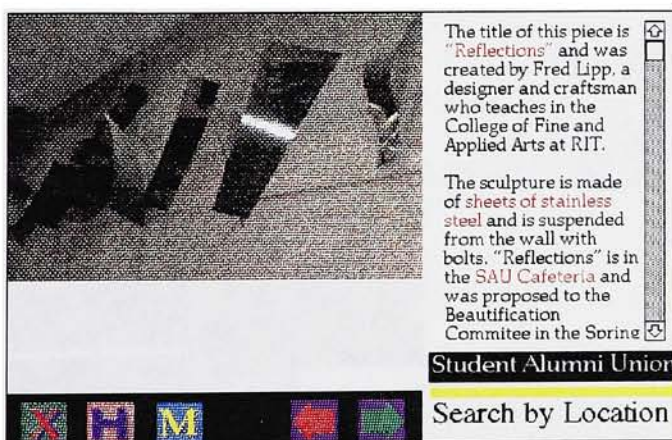 The title of this piece is
"Reflections" and was
created by Fred Lipp, a
designer and craftsman
who teaches in the
College of Fine and
Applied Arts at RIT.
The sculpture is made
of sheets of stainless
steel and is suspended
from the wall with
bolts. "Reflections" is in
the SAU Cafeteria and
was proposed to the
Beautification
Commitee in the Spring
Student Alumni Union
Search by Location
X H M